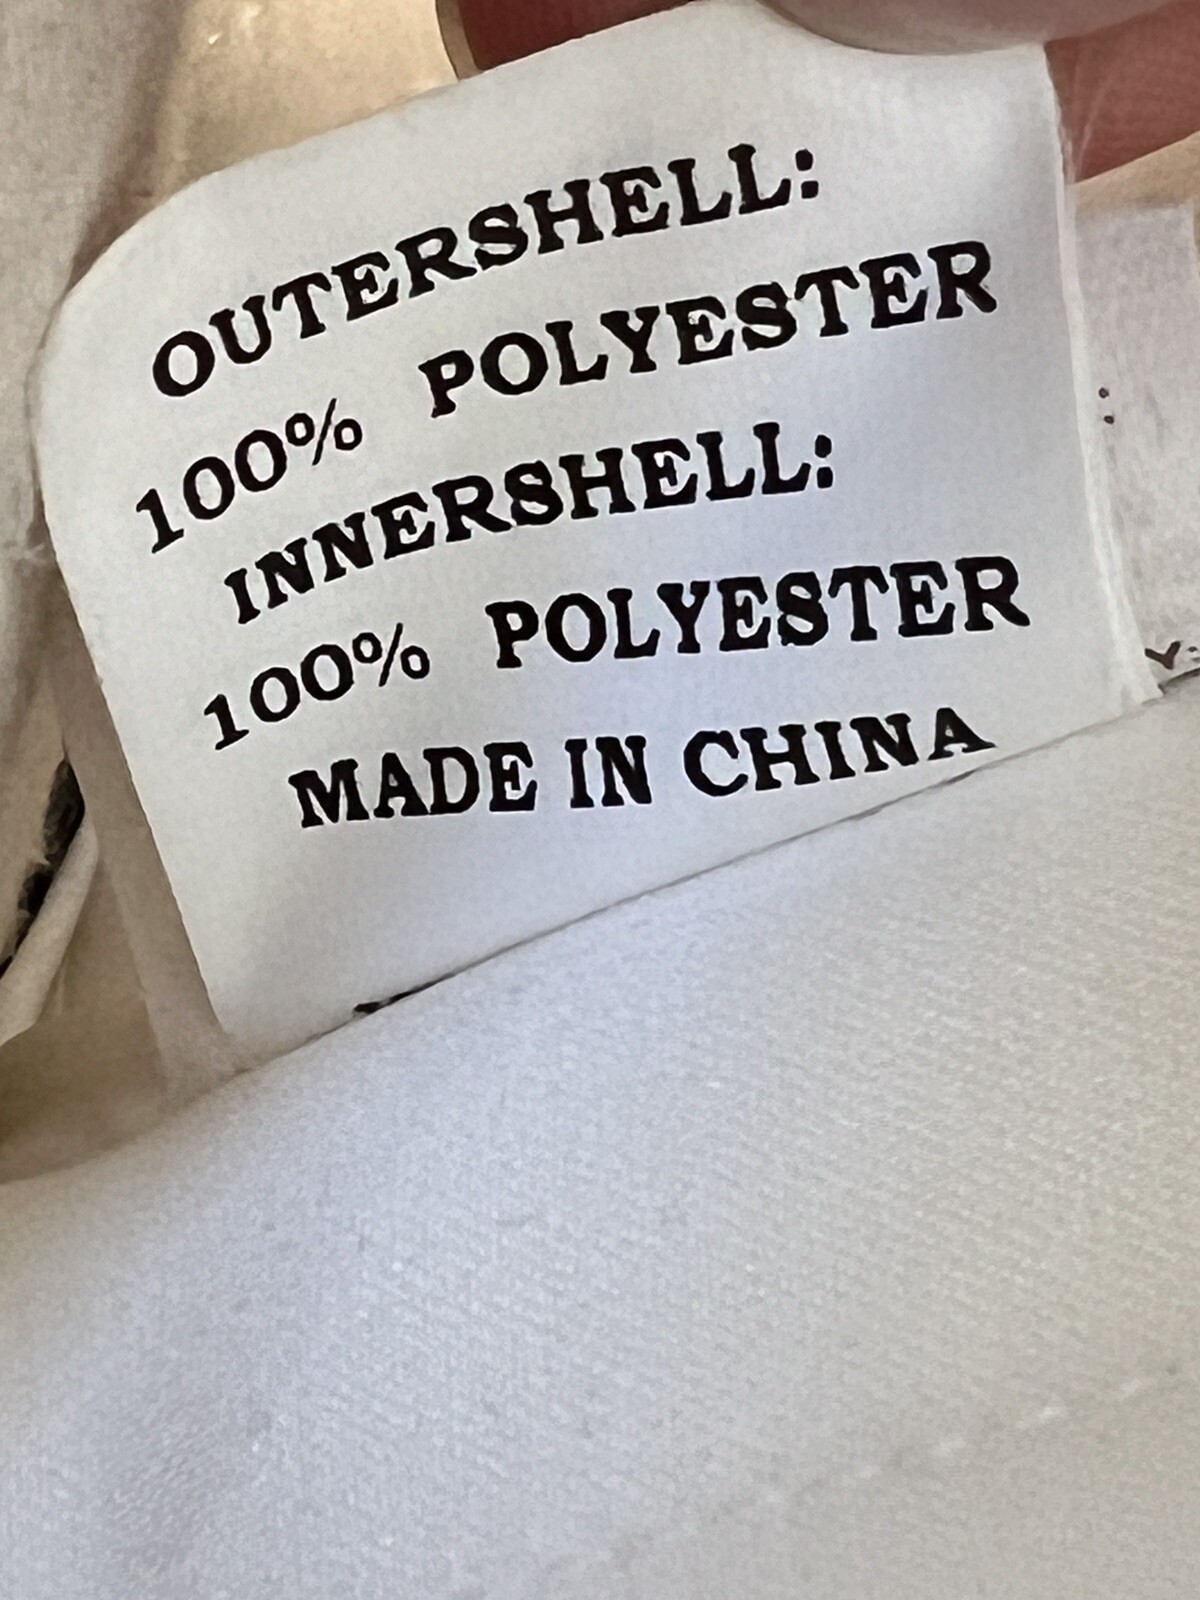 OUTERSHELL:
100% POLYESTER
INNERSHELL:
100% POLYESTER
MADE IN CHINA